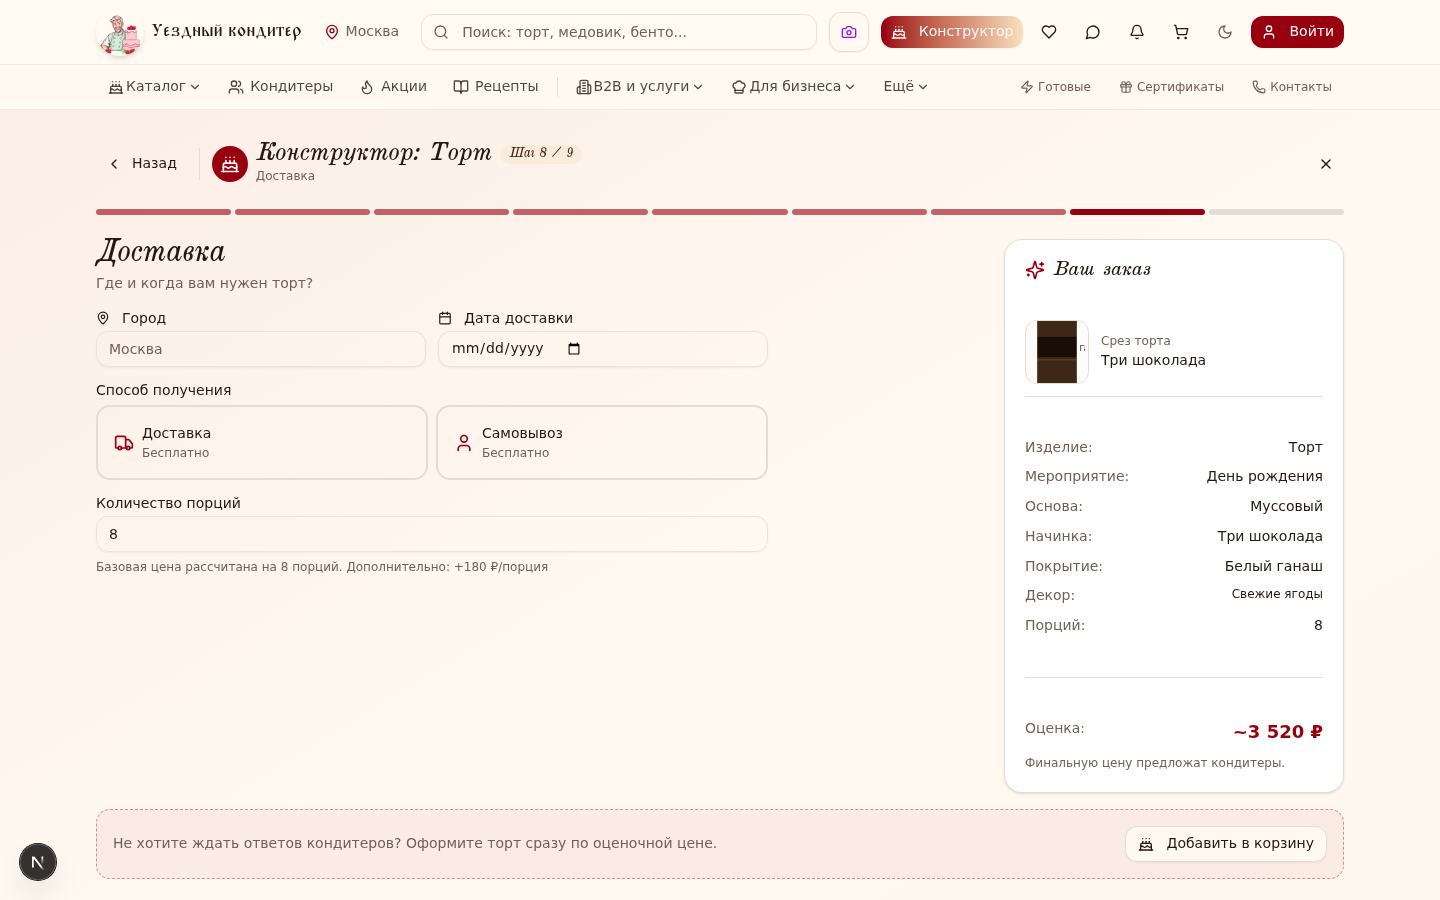 Уездный кондитер
Москва
Поиск: торт, медовик, бенто...
Конструктор
Войти
Каталог
Кондитеры
Акции
Рецепты
B2B и услуги
Для бизнеса
Ещё
Готовые
Сертификаты
Контакты
Назад
Конструктор: Торт
Шаг 8 / 9
Доставка
Доставка
Где и когда вам нужен торт?
Город
Дата доставки
Москва
mm/dd/yyyy
Способ получения
Доставка
Бесплатно
Самовывоз
Бесплатно
Количество порций
8
Базовая цена рассчитана на 8 порций. Дополнительно: +180 ₽/порция
Ваш заказ
Срез торта
Три шоколада
Изделие: Торт
Мероприятие: День рождения
Основа: Муссовый
Начинка: Три шоколада
Покрытие: Белый ганаш
Декор: Свежие ягоды
Порций: 8
Оценка: ~3 520 ₽
Финальную цену предложат кондитеры.
Не хотите ждать ответов кондитеров? Оформите торт сразу по оценочной цене.
Добавить в корзину
N